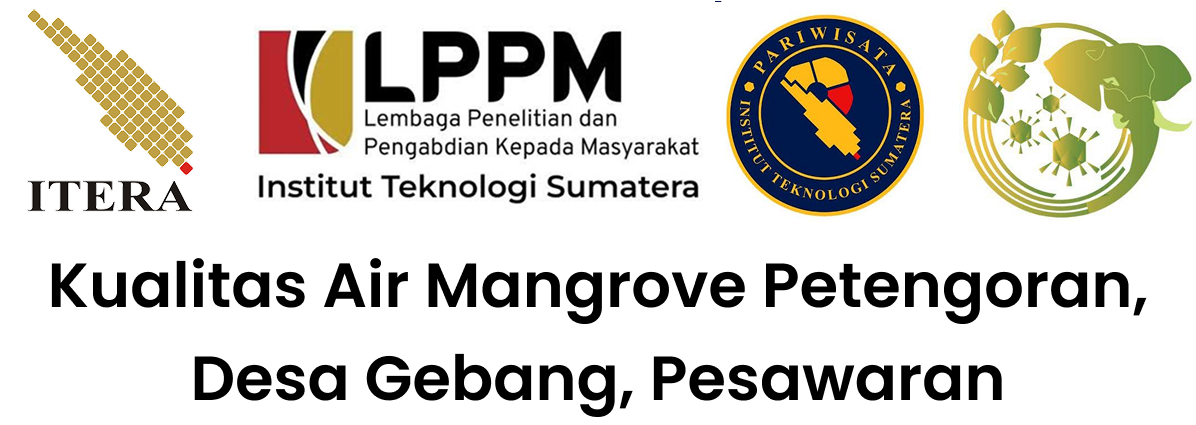 ITERA
LPPM
Lembaga Penelitian dan
Pengabdian Kepada Masyarakat
Institut Teknologi Sumatera
PARIWISATA
INSTITUT TEKNOLOGI SUMATERA
Kualitas Air Mangrove Petengoran,
Desa Gebang, Pesawaran